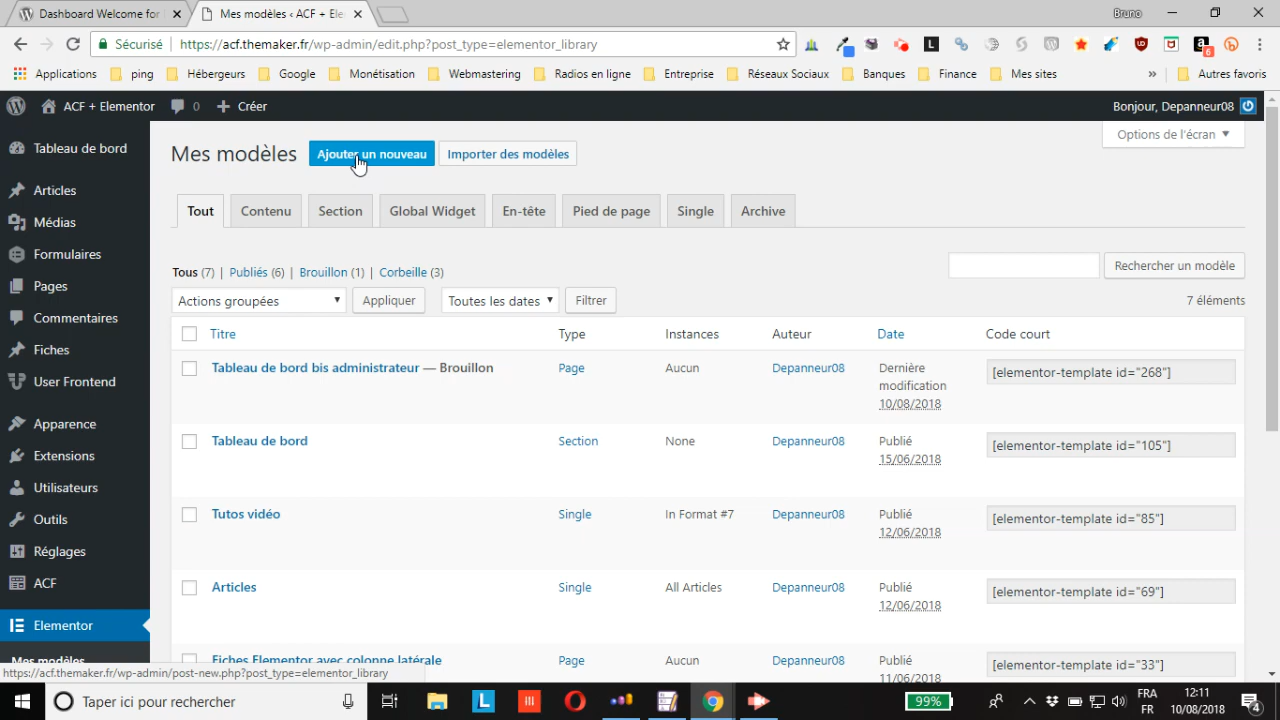 Dashboard Welcome for
Mes modèles ‹ ACF + Ele
Bruno
Sécurisé
https://acf.themaker.fr/wp-admin/edit.php?post_type=elementor_library
6
Applications
ping
Hébergeurs
Google
Monétisation
Webmastering
Radios en ligne
Entreprise
Réseaux Sociaux
Banques
Finance
Mes sites
»
Autres favoris
ACF + Elementor
0
Créer
Bonjour, Depanneur08
Tableau de bord
Articles
Médias
Formulaires
Pages
Commentaires
Fiches
User Frontend
Apparence
Extensions
Utilisateurs
Outils
Réglages
ACF
Elementor
Mes modèles
Options de l'écran
Mes modèles
Ajouter un nouveau
Importer des modèles
Tout
Contenu
Section
Global Widget
En-tête
Pied de page
Single
Archive
Tous (7) | Publiés (6) | Brouillon (1) | Corbeille (3)
Rechercher un modèle
Actions groupées
Appliquer
Toutes les dates
Filtrer
7 éléments
Titre Type Instances Auteur Date Code court
Tableau de bord bis administrateur — Brouillon Page Aucun Depanneur08 Dernière [elementor-template id="268"]
modification
10/08/2018
Tableau de bord Section None Depanneur08 Publié [elementor-template id="105"]
15/06/2018
Tutos vidéo Single In Format #7 Depanneur08 Publié [elementor-template id="85"]
12/06/2018
Articles Single All Articles Depanneur08 Publié [elementor-template id="69"]
12/06/2018
Fiches Elementor avec colonne latérale Page Aucun Depanneur08 Publié [elementor-template id="33"]
11/06/2018
https://acf.themaker.fr/wp-admin/post-new.php?post_type=elementor_library
Taper ici pour rechercher
99%
FRA
FR
12:11
10/08/2018
4